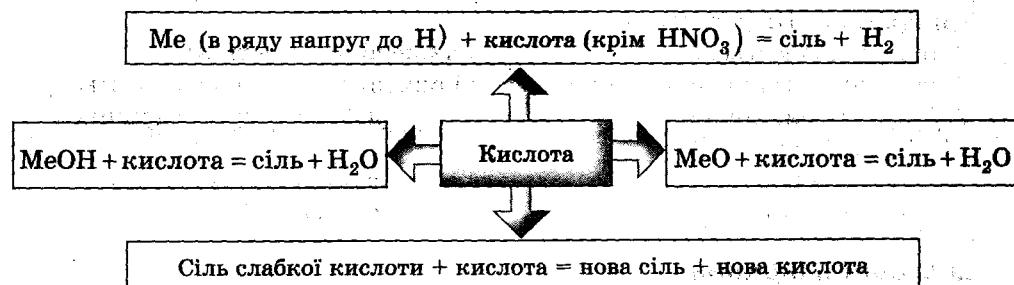 Me (в ряду напруг до H) + кислота (крім HNO₃) = сіль + H₂
MeOH + кислота = сіль + H₂O
Кислота
MeO + кислота = сіль + H₂O
Сіль слабкої кислоти + кислота = нова сіль + нова кислота